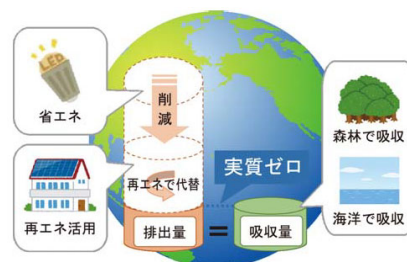 LED
省エネ
削
減
再エネ活用
再エネで代替
実質ゼロ
排出量
=
吸収量
森林で吸収
海洋で吸収